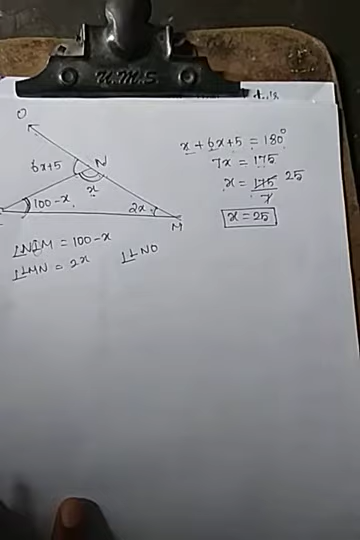 U.M.S
O
6x+5
N
x
100-x
2x
M
∠NLM = 100-x
∠LMN = 2x
∠LNO
x + 6x+5 = 180°
7x = 175
x = 175 25
7
x = 25